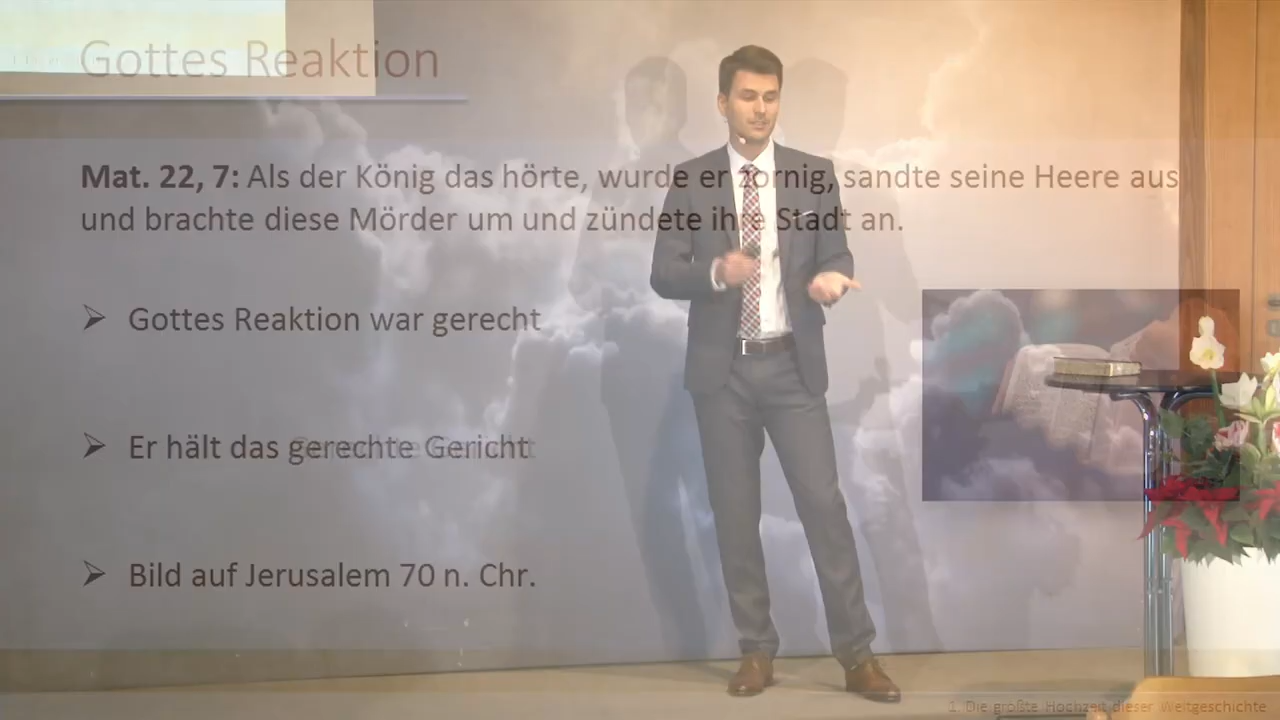 Gottes Reaktion
Mat. 22, 7: Als der König das hörte, wurde er zornig, sandte seine Heere aus
und brachte diese Mörder um und zündete ihre Stadt an.
Gottes Reaktion war gerecht
Er hält das gerechte Gericht
Bild auf Jerusalem 70 n. Chr.
1. Die größte Hochzeit dieser Weltgeschichte